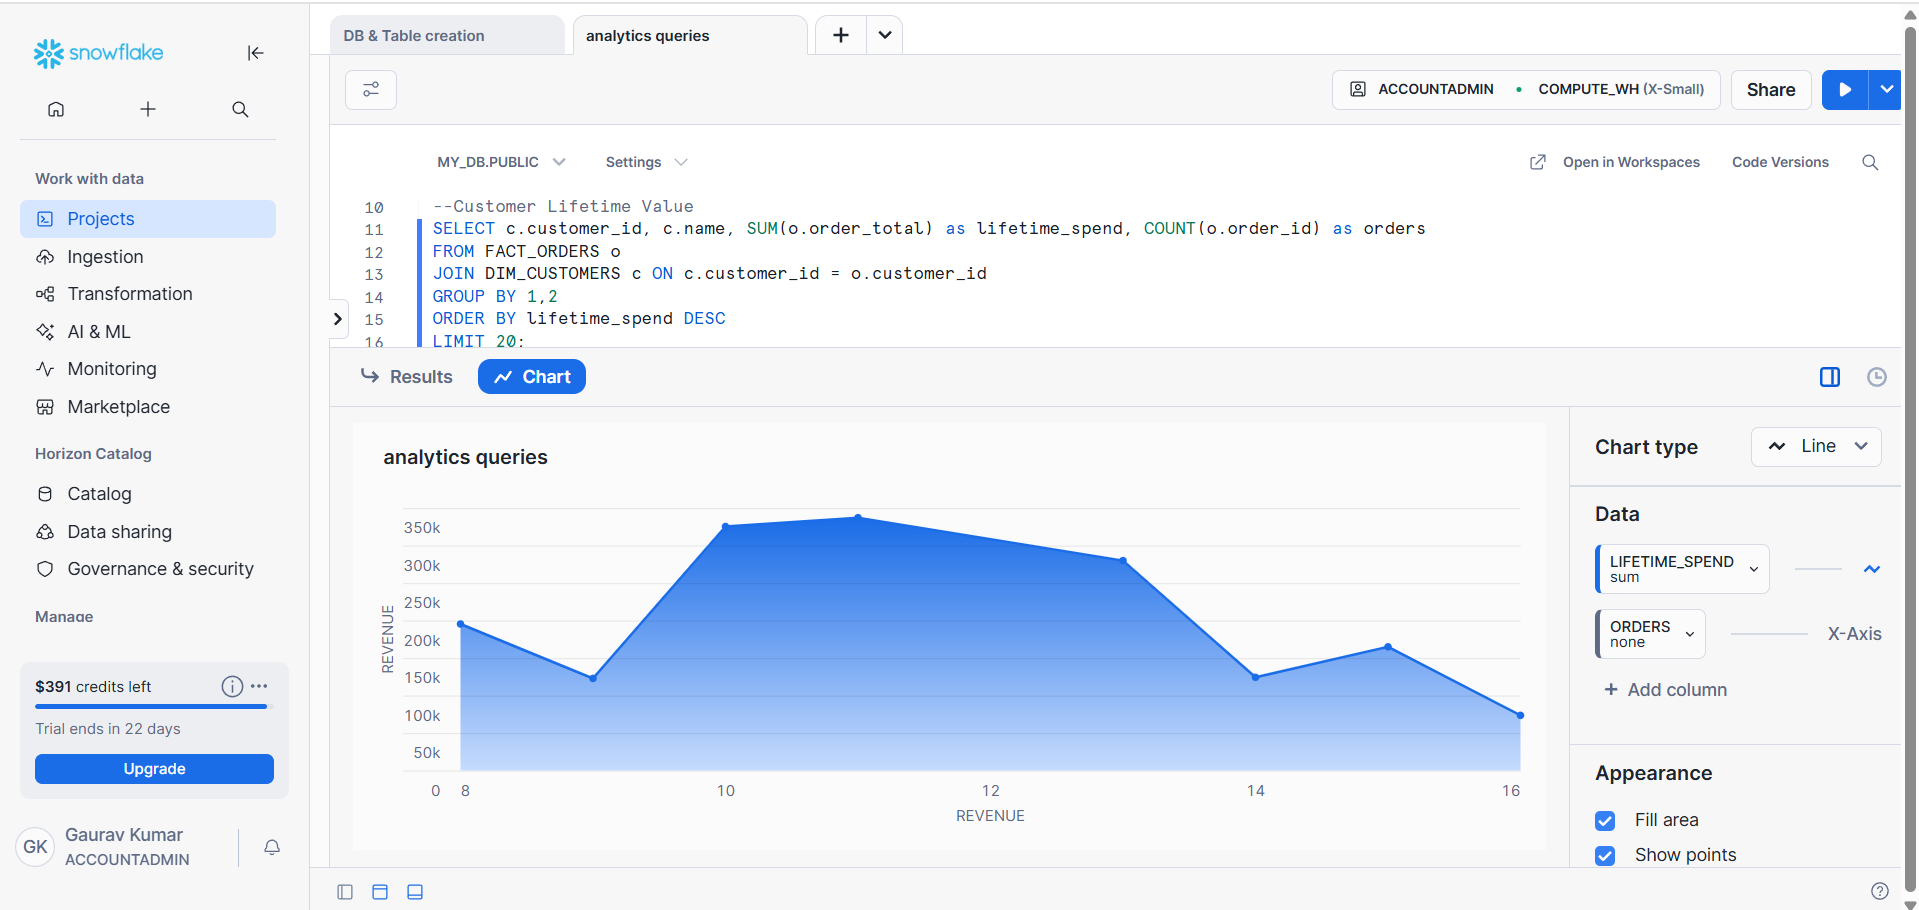 snowflake
Work with data
Projects
Ingestion
Transformation
AI & ML
Monitoring
Marketplace
Horizon Catalog
Catalog
Data sharing
Governance & security
Manage
$391 credits left
Trial ends in 22 days
Upgrade
GK
Gaurav Kumar
ACCOUNTADMIN
DB & Table creation
analytics queries
ACCOUNTADMIN
COMPUTE_WH (X-Small)
Share
MY_DB.PUBLIC
Settings
Open in Workspaces
Code Versions
10 --Customer Lifetime Value
11 SELECT c.customer_id, c.name, SUM(o.order_total) as lifetime_spend, COUNT(o.order_id) as orders
12 FROM FACT_ORDERS o
13 JOIN DIM_CUSTOMERS c ON c.customer_id = o.customer_id
14 GROUP BY 1,2
15 ORDER BY lifetime_spend DESC
16 LIMIT 20;
Results
Chart
analytics queries
REVENUE
350k
300k
250k
200k
150k
100k
50k
0 8 10 12 14 16
REVENUE
Chart type
Line
Data
LIFETIME_SPEND
sum
ORDERS
none
X-Axis
+ Add column
Appearance
Fill area
Show points